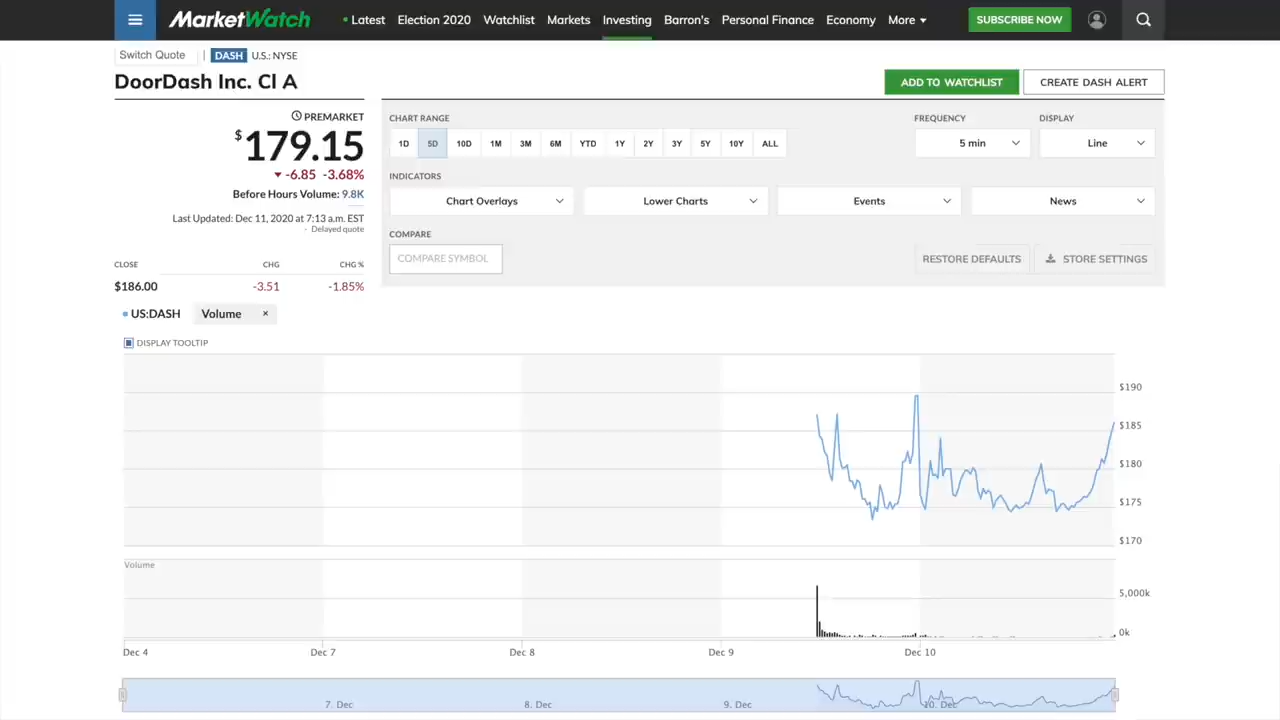 MarketWatch
Latest Election 2020 Watchlist Markets Investing Barron's Personal Finance Economy More SUBSCRIBE NOW
Switch Quote | DASH U.S.: NYSE
DoorDash Inc. Cl A
ADD TO WATCHLIST CREATE DASH ALERT
PREMARKET
$179.15
-6.85 -3.68%
Before Hours Volume: 9.8K
Last Updated: Dec 11, 2020 at 7:13 a.m. EST
- Delayed quote
CLOSE CHG CHG %
$186.00 -3.51 -1.85%
CHART RANGE FREQUENCY DISPLAY
1D 5D 10D 1M 3M 6M YTD 1Y 2Y 3Y 5Y 10Y ALL 5 min Line
INDICATORS
Chart Overlays Lower Charts Events News
COMPARE
COMPARE SYMBOL RESTORE DEFAULTS STORE SETTINGS
US:DASH Volume ×
DISPLAY TOOLTIP
$190
$185
$180
$175
$170
Volume
5,000k
0k
Dec 4 Dec 7 Dec 8 Dec 9 Dec 10
7. Dec 8. Dec 9. Dec 10. Dec